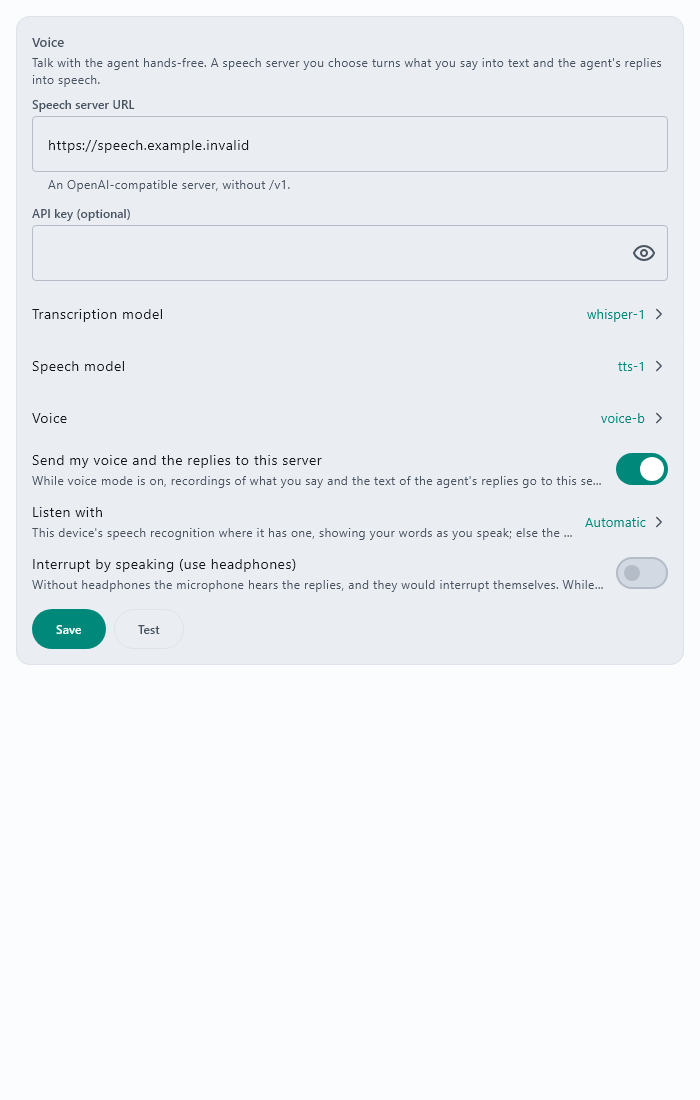 Voice
Talk with the agent hands-free. A speech server you choose turns what you say into text and the agent's replies
into speech.
Speech server URL
https://speech.example.invalid
An OpenAI-compatible server, without /v1.
API key (optional)
Transcription model
whisper-1
Speech model
tts-1
Voice
voice-b
Send my voice and the replies to this server
While voice mode is on, recordings of what you say and the text of the agent's replies go to this se...
Listen with
This device's speech recognition where it has one, showing your words as you speak; else the ...
Automatic
Interrupt by speaking (use headphones)
Without headphones the microphone hears the replies, and they would interrupt themselves. While...
Save
Test